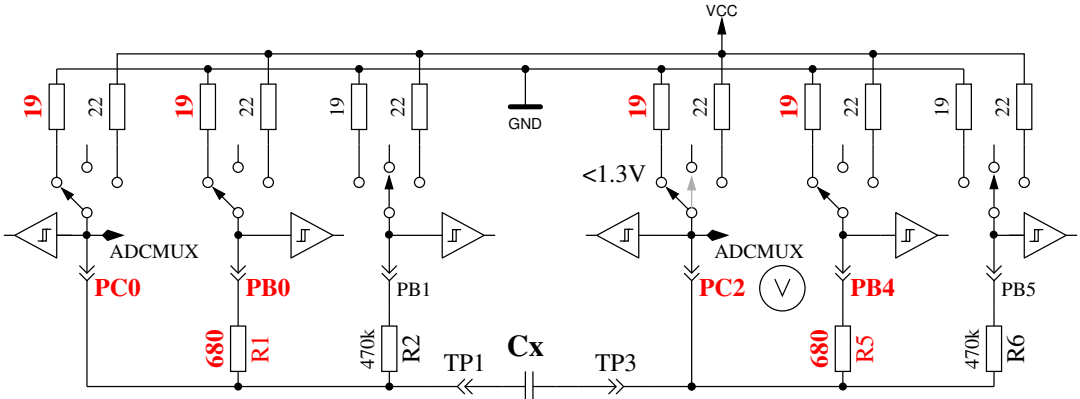 VCC
19
22
19
22
19
22
GND
19
22
19
22
19
22
<1.3V
ADCMUX
ADCMUX
PC0
PB0
PB1
PC2
V
PB4
PB5
680
R1
470k
R2
TP1
Cx
TP3
680
R5
470k
R6